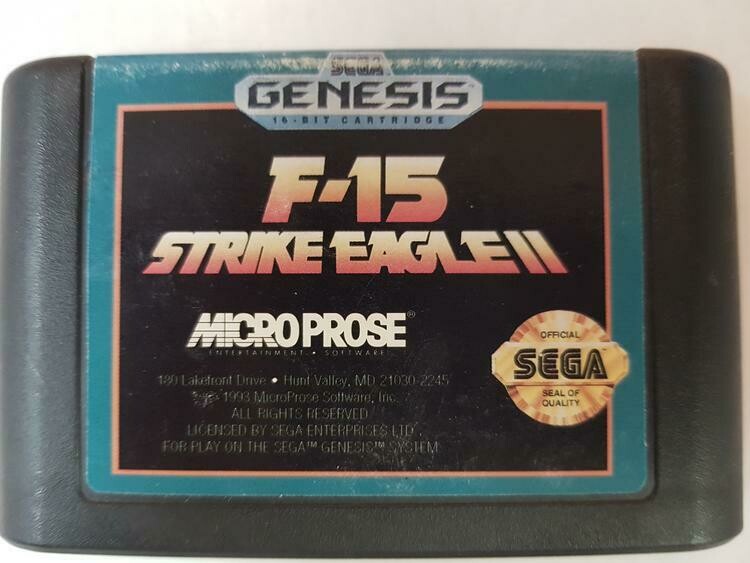 SEGA
GENESIS
16-BIT CARTRIDGE
F-15
STRIKE EAGLE II
MICROPROSE®
ENTERTAINMENT • SOFTWARE
180 Lakefront Drive • Hunt Valley, MD 21030-2245
1993 MicroProse Software, Inc.
ALL RIGHTS RESERVED
LICENSED BY SEGA ENTERPRISES LTD.
FOR PLAY ON THE SEGA™ GENESIS™ SYSTEM
OFFICIAL
SEGA
SEAL OF
QUALITY